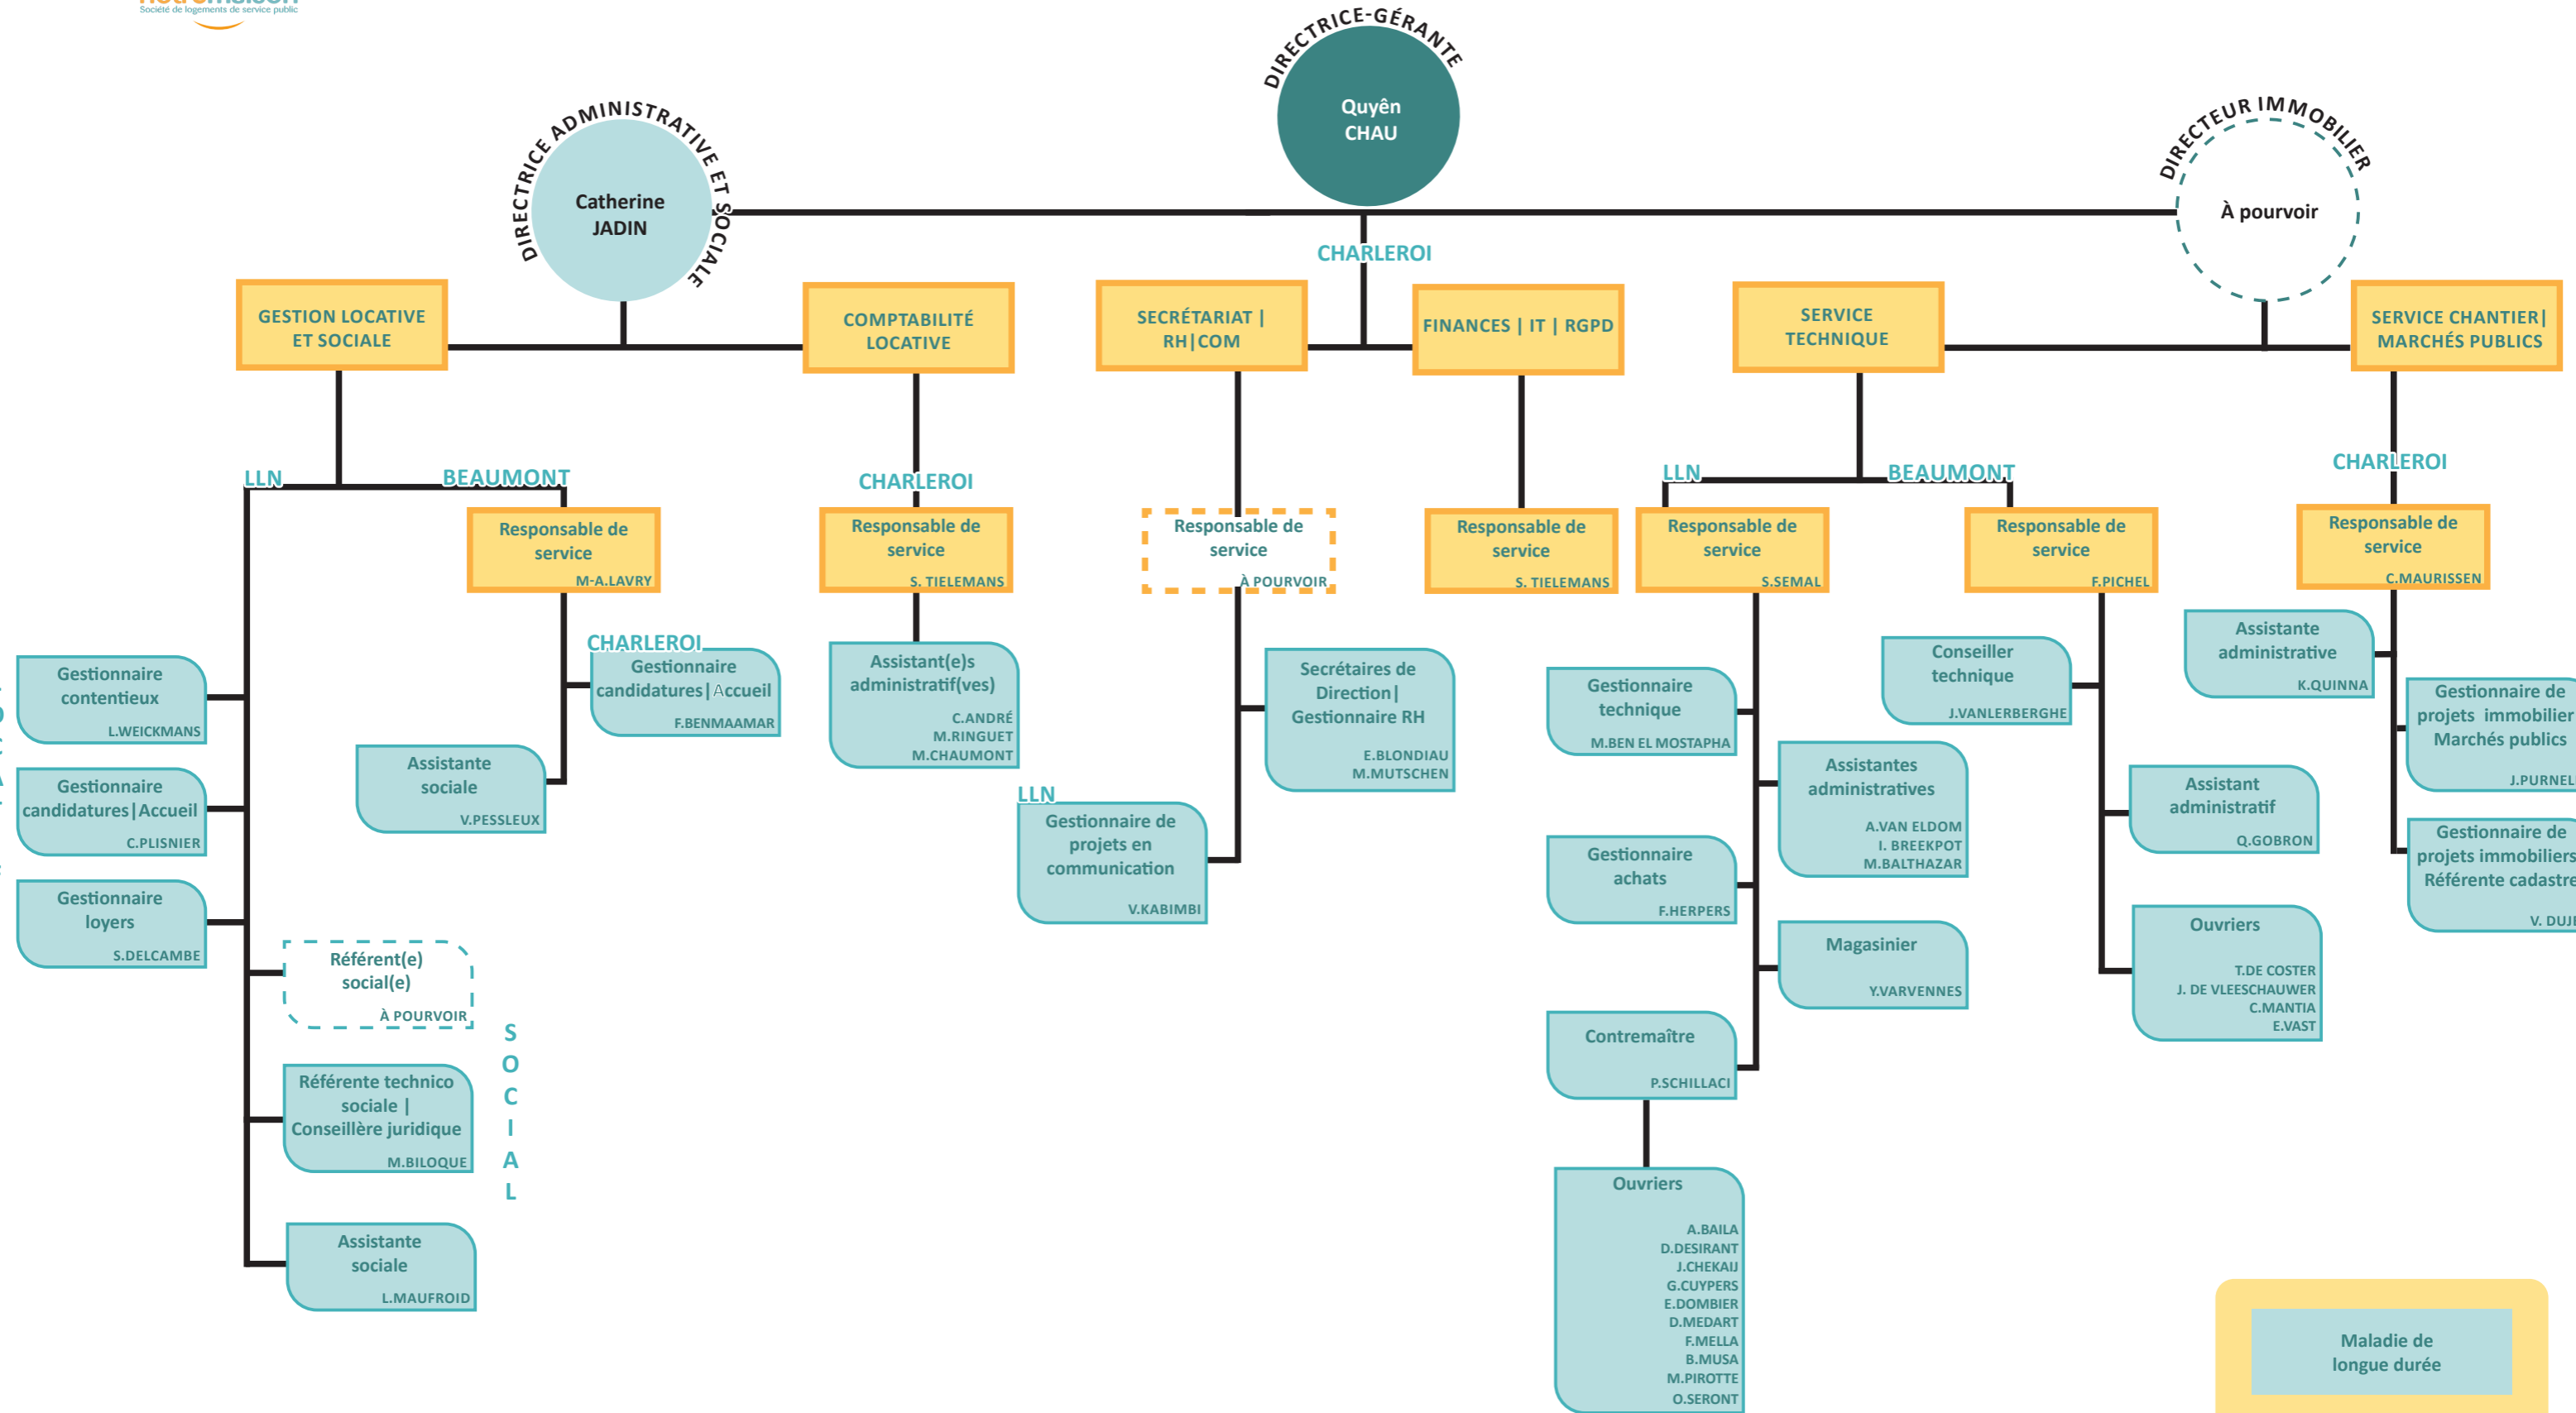 Société de logements de service public
DIRECTRICE-GÉRANTE
Quyên
CHAU
DIRECTRICE ADMINISTRATIVE ET SOCIALE
Catherine
JADIN
DIRECTEUR IMMOBILIER
À pourvoir
CHARLEROI
GESTION LOCATIVE
ET SOCIALE
COMPTABILITÉ
LOCATIVE
SECRÉTARIAT |
RH|COM
FINANCES | IT | RGPD
SERVICE
TECHNIQUE
SERVICE CHANTIER|
MARCHÉS PUBLICS
LLN
BEAUMONT
CHARLEROI
LLN
BEAUMONT
CHARLEROI
Responsable de
service
M-A.LAVRY
Responsable de
service
S. TIELEMANS
Responsable de
service
À POURVOIR
Responsable de
service
S. TIELEMANS
Responsable de
service
S.SEMAL
Responsable de
service
F.PICHEL
Responsable de
service
C.MAURISSEN
Gestionnaire
contentieux
L.WEICKMANS
Gestionnaire
candidatures|Accueil
C.PLISNIER
Gestionnaire
loyers
S.DELCAMBE
Référent(e)
social(e)
À POURVOIR
Référente technico
sociale |
Conseillère juridique
M.BILOQUE
Assistante
sociale
L.MAUFROID
S
O
C
I
A
L
CHARLEROI
Gestionnaire
candidatures|Accueil
F.BENMAAMAR
Assistante
sociale
V.PESSLEUX
Assistant(e)s
administratif(ves)
C.ANDRÉ
M.RINGUET
M.CHAUMONT
Secrétaires de
Direction|
Gestionnaire RH
E.BLONDIAU
M.MUTSCHEN
LLN
Gestionnaire de
projets en
communication
V.KABIMBI
Gestionnaire
technique
M.BEN EL MOSTAPHA
Assistantes
administratives
A.VAN ELDOM
I. BREEKPOT
M.BALTHAZAR
Gestionnaire
achats
F.HERPERS
Magasinier
Y.VARVENNES
Contremaître
P.SCHILLACI
Ouvriers
A.BAILA
D.DESIRANT
J.CHEKAIJ
G.CUYPERS
E.DOMBIER
D.MEDART
F.MELLA
B.MUSA
M.PIROTTE
O.SERONT
Conseiller
technique
J.VANLERBERGHE
Assistant
administratif
Q.GOBRON
Ouvriers
T.DE COSTER
J. DE VLEESCHAUWER
C.MANTIA
E.VAST
Assistante
administrative
K.QUINNA
Gestionnaire de
projets immobilier
Marchés publics
J.PURNEL
Gestionnaire de
projets immobiliers
Référente cadastre
V. DUJE
Maladie de
longue durée